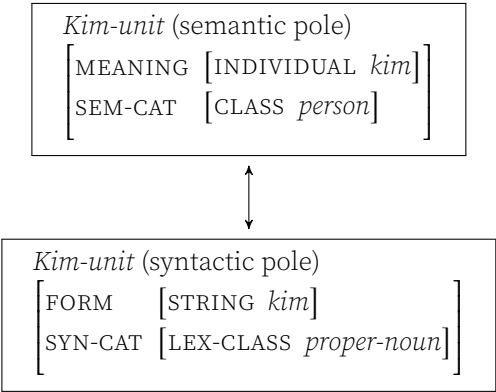 Kim-unit (semantic pole)
[MEANING [INDIVIDUAL kim]
SEM-CAT [CLASS person]]
Kim-unit (syntactic pole)
[FORM [STRING kim]
SYN-CAT [LEX-CLASS proper-noun]]